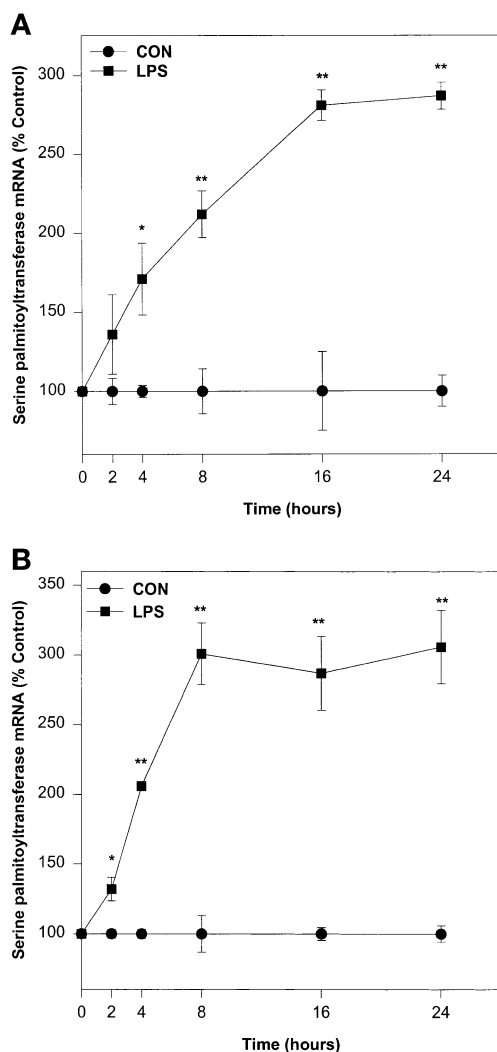 A
CON
LPS
Serine palmitoyltransferase mRNA (% Control)
300
250
200
150
100
*
**
**
**
0 2 4 8 16 24
Time (hours)
B
CON
LPS
Serine palmitoyltransferase mRNA (% Control)
350
300
250
200
150
100
*
**
**
**
**
0 2 4 8 16 24
Time (hours)